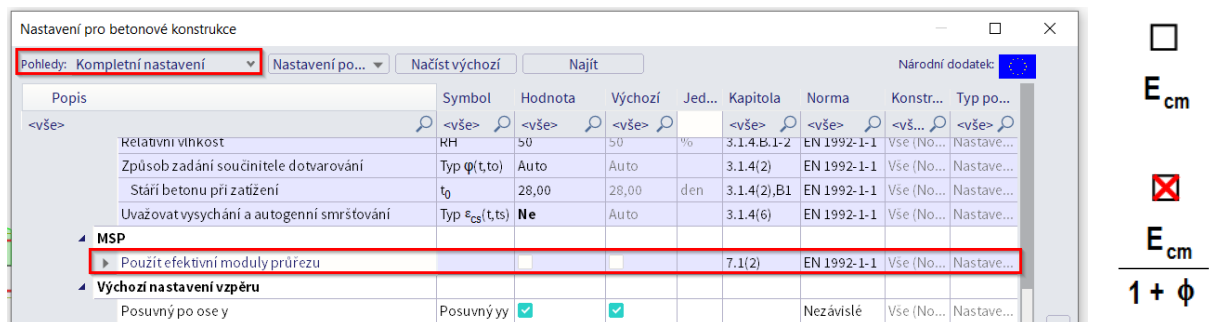 Nastavení pro betonové konstrukce
Pohledy: Kompletní nastavení Nastavení po... Načíst výchozí Najít Národní dodatek:
Popis Symbol Hodnota Výchozí Jed... Kapitola Norma Konstr... Typ po...
<vše> <vše> <vše> <vše> <vše> <vše> <vš... <vše>
Relativní vlhkost RH 50 50 % 3.1.4.B.1-2 EN 1992-1-1 Vše (No... Nastave...
Způsob zadání součinitele dotvarování Typ φ(t,to) Auto Auto 3.1.4(2) EN 1992-1-1 Vše (No... Nastave...
Stáří betonu při zatížení t0 28,00 28,00 den 3.1.4(2),B1 EN 1992-1-1 Vše (No... Nastave...
Uvažovat vysychání a autogenní smršťování Typ εcs(t,ts) Ne Auto 3.1.4(6) EN 1992-1-1 Vše (No... Nastave...
MSP
Použít efektivní moduly průřezu 7.1(2) EN 1992-1-1 Vše (No... Nastave...
Výchozí nastavení vzpěru
Posuvný po ose y Posuvný yy Nezávislé Vše (No... Nastave...
Ecm
Ecm
1 + ϕ